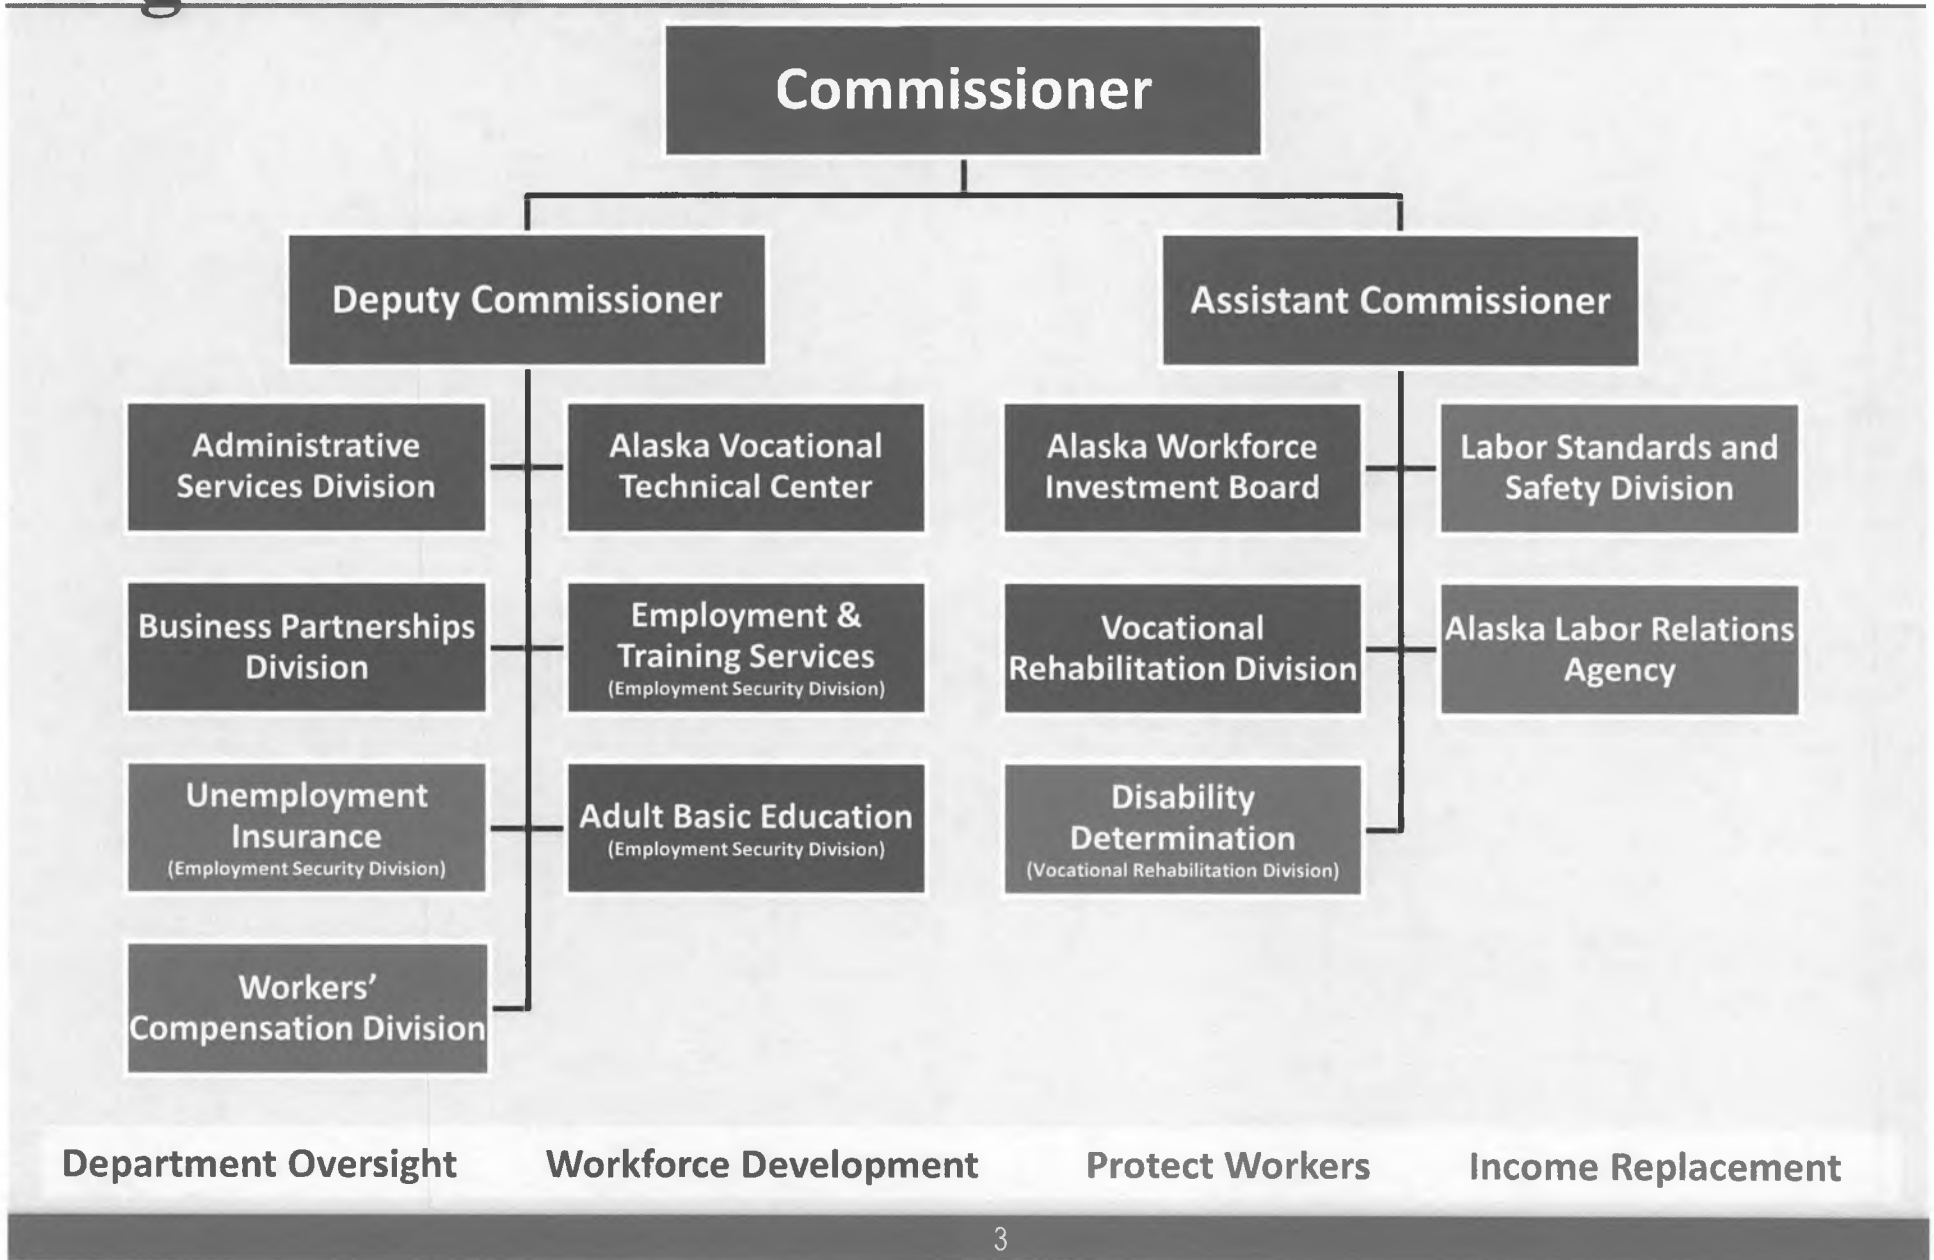 Commissioner
Deputy Commissioner
Assistant Commissioner
Administrative
Services Division
Alaska Vocational
Technical Center
Alaska Workforce
Investment Board
Labor Standards and
Safety Division
Business Partnerships
Division
Employment &
Training Services
(Employment Security Division)
Vocational
Rehabilitation Division
Alaska Labor Relations
Agency
Unemployment
Insurance
(Employment Security Division)
Adult Basic Education
(Employment Security Division)
Disability
Determination
(Vocational Rehabilitation Division)
Workers’
Compensation Division
Department Oversight
Workforce Development
Protect Workers
Income Replacement
3